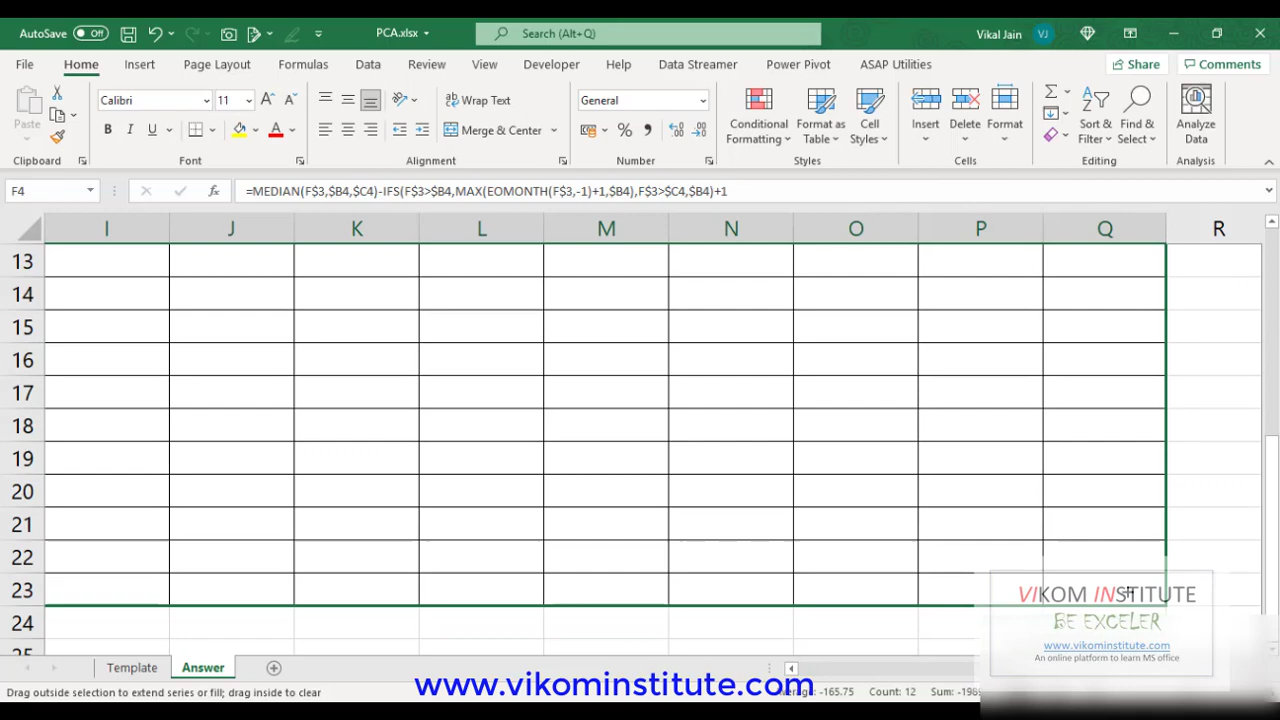 AutoSave Off PCA.xlsx Search (Alt+Q) Vikal Jain VJ
File Home Insert Page Layout Formulas Data Review View Developer Help Data Streamer Power Pivot ASAP Utilities Share Comments
Paste Calibri 11 A A Wrap Text General Conditional Formatting Format as Table Cell Styles Insert Delete Format Sort & Filter Find & Select Analyze Data
B I U A Merge & Center % 
Clipboard Font Alignment Number Styles Cells Editing Analysis
F4 fx =MEDIAN(F$3,$B4,$C4)-IFS(F$3>$B4,MAX(EOMONTH(F$3,-1)+1,$B4),F$3>$C4,$B4)+1
I J K L M N O P Q R
13
14
15
16
17
18
19
20
21
22
23
24
VIKOM INSTITUTE
BE EXCELER
www.vikominstitute.com
An online platform to learn MS office
Template Answer
Drag outside selection to extend series or fill; drag inside to clear
www.vikominstitute.com
Average: -165.75 Count: 12 Sum: